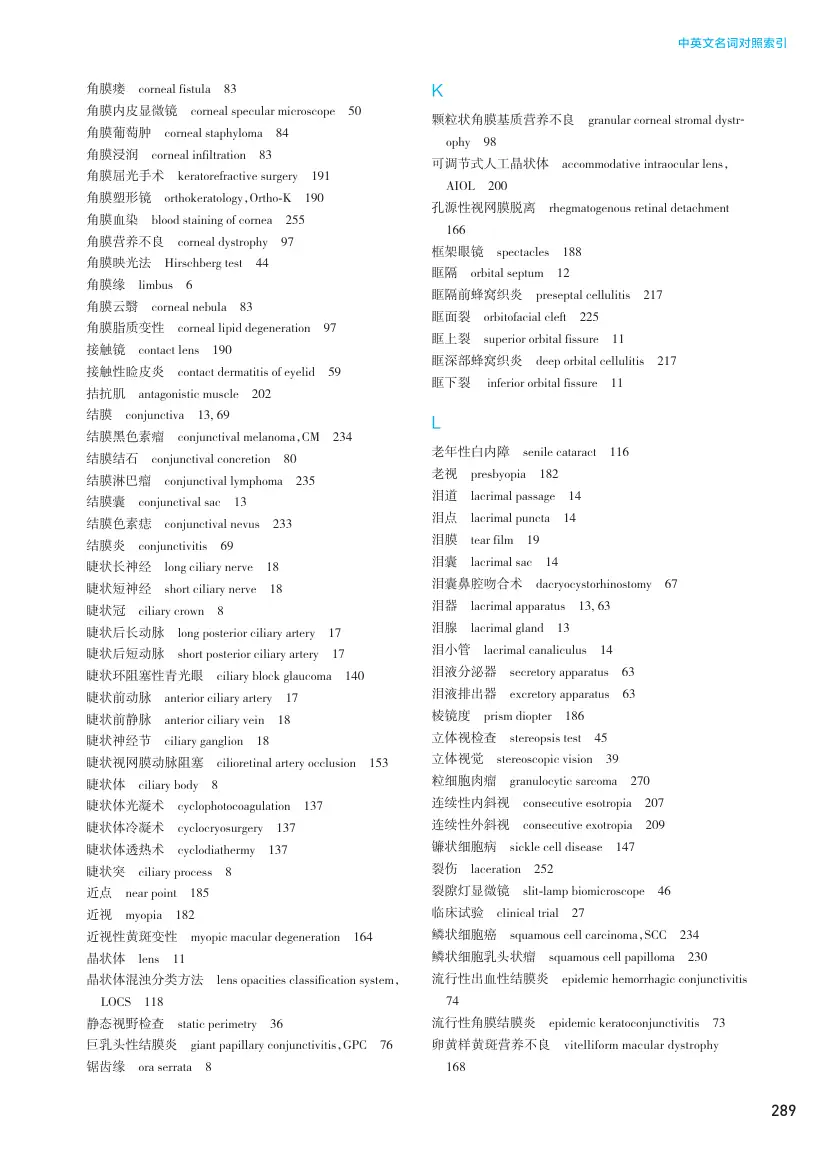 中英文名词对照索引
角膜瘘 corneal fistula 83
角膜内皮显微镜 corneal specular microscope 50
角膜葡萄肿 corneal staphyloma 84
角膜浸润 corneal infiltration 83
角膜屈光手术 keratorefractive surgery 191
角膜塑形镜 orthokeratology,Ortho-K 190
角膜血染 blood staining of cornea 255
角膜营养不良 corneal dystrophy 97
角膜映光法 Hirschberg test 44
角膜缘 limbus 6
角膜云翳 corneal nebula 83
角膜脂质变性 corneal lipid degeneration 97
接触镜 contact lens 190
接触性睑皮炎 contact dermatitis of eyelid 59
拮抗肌 antagonistic muscle 202
结膜 conjunctiva 13, 69
结膜黑色素瘤 conjunctival melanoma,CM 234
结膜结石 conjunctival concretion 80
结膜淋巴瘤 conjunctival lymphoma 235
结膜囊 conjunctival sac 13
结膜色素痣 conjunctival nevus 233
结膜炎 conjunctivitis 69
睫状长神经 long ciliary nerve 18
睫状短神经 short ciliary nerve 18
睫状冠 ciliary crown 8
睫状后长动脉 long posterior ciliary artery 17
睫状后短动脉 short posterior ciliary artery 17
睫状环阻塞性青光眼 ciliary block glaucoma 140
睫状前动脉 anterior ciliary artery 17
睫状前静脉 anterior ciliary vein 18
睫状神经节 ciliary ganglion 18
睫状视网膜动脉阻塞 cilioretinal artery occlusion 153
睫状体 ciliary body 8
睫状体光凝术 cyclophotocoagulation 137
睫状体冷凝术 cyclocryosurgery 137
睫状体透热术 cyclodiathermy 137
睫状突 ciliary process 8
近点 near point 185
近视 myopia 182
近视性黄斑变性 myopic macular degeneration 164
晶状体 lens 11
晶状体混浊分类方法 lens opacities classification system,
LOCS 118
静态视野检查 static perimetry 36
巨乳头性结膜炎 giant papillary conjunctivitis,GPC 76
锯齿缘 ora serrata 8
K
颗粒状角膜基质营养不良 granular corneal stromal dystr-
ophy 98
可调节式人工晶状体 accommodative intraocular lens,
AIOL 200
孔源性视网膜脱离 rhegmatogenous retinal detachment
166
框架眼镜 spectacles 188
眶隔 orbital septum 12
眶隔前蜂窝织炎 preseptal cellulitis 217
眶面裂 orbitofacial cleft 225
眶上裂 superior orbital fissure 11
眶深部蜂窝织炎 deep orbital cellulitis 217
眶下裂 inferior orbital fissure 11
L
老年性白内障 senile cataract 116
老视 presbyopia 182
泪道 lacrimal passage 14
泪点 lacrimal puncta 14
泪膜 tear film 19
泪囊 lacrimal sac 14
泪囊鼻腔吻合术 dacryocystorhinostomy 67
泪器 lacrimal apparatus 13, 63
泪腺 lacrimal gland 13
泪小管 lacrimal canaliculus 14
泪液分泌器 secretory apparatus 63
泪液排出器 excretory apparatus 63
棱镜度 prism diopter 186
立体视检查 stereopsis test 45
立体视觉 stereoscopic vision 39
粒细胞肉瘤 granulocytic sarcoma 270
连续性内斜视 consecutive esotropia 207
连续性外斜视 consecutive exotropia 209
镰状细胞病 sickle cell disease 147
裂伤 laceration 252
裂隙灯显微镜 slit-lamp biomicroscope 46
临床试验 clinical trial 27
鳞状细胞癌 squamous cell carcinoma,SCC 234
鳞状细胞乳头状瘤 squamous cell papilloma 230
流行性出血性结膜炎 epidemic hemorrhagic conjunctivitis
74
流行性角膜结膜炎 epidemic keratoconjunctivitis 73
卵黄样黄斑营养不良 vitelliform macular dystrophy
168
289